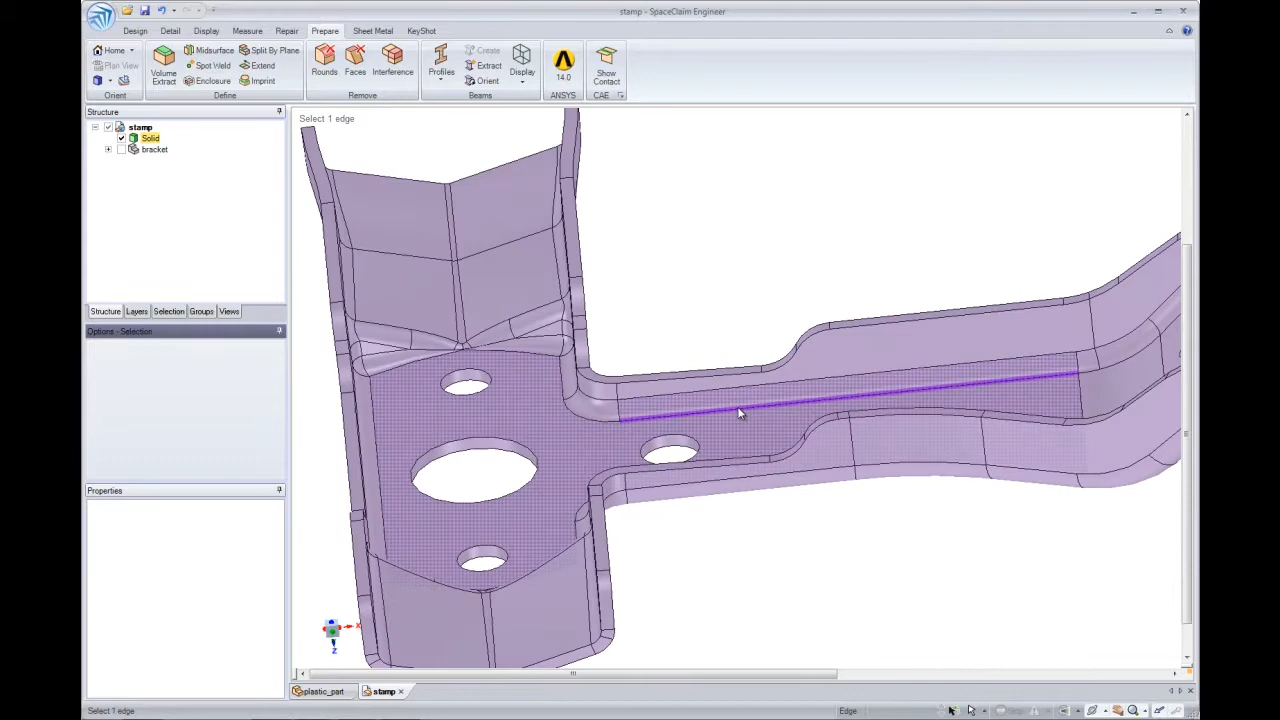 stamp - SpaceClaim Engineer
Design Detail Display Measure Repair Prepare Sheet Metal KeyShot
Home
Plan View
Orient
Volume Extract
Midsurface
Spot Weld
Enclosure
Split By Plane
Extend
Imprint
Define
Rounds
Faces
Interference
Remove
Profiles
Create
Extract
Orient
Display
Beams
14.0
ANSYS
Show Contact
CAE
Structure
stamp
Solid
bracket
Structure Layers Selection Groups Views
Options - Selection
Properties
Select 1 edge
X
Z
plastic_part
stamp
Select 1 edge
Edge